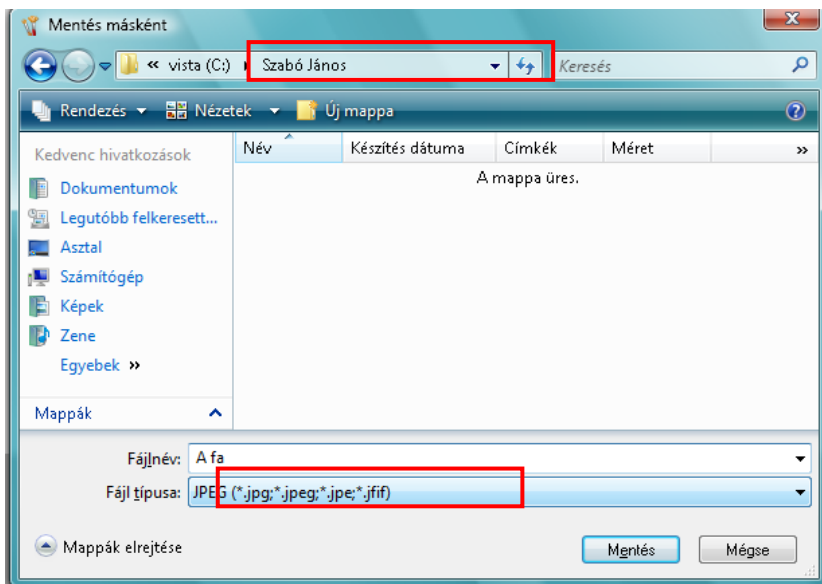 Mentés másként
« vista (C:) Szabó János Keresés
Rendezés Nézetek Új mappa
Kedvenc hivatkozások
Dokumentumok
Legutóbb felkeresett...
Asztal
Számítógép
Képek
Zene
Egyebek »
Mappák
Név Készítés dátuma Címkék Méret »
A mappa üres.
Fájlnév: A fa
Fájl típusa: JPEG (*.jpg;*.jpeg;*.jpe;*.jfif)
Mappák elrejtése Mentés Mégse